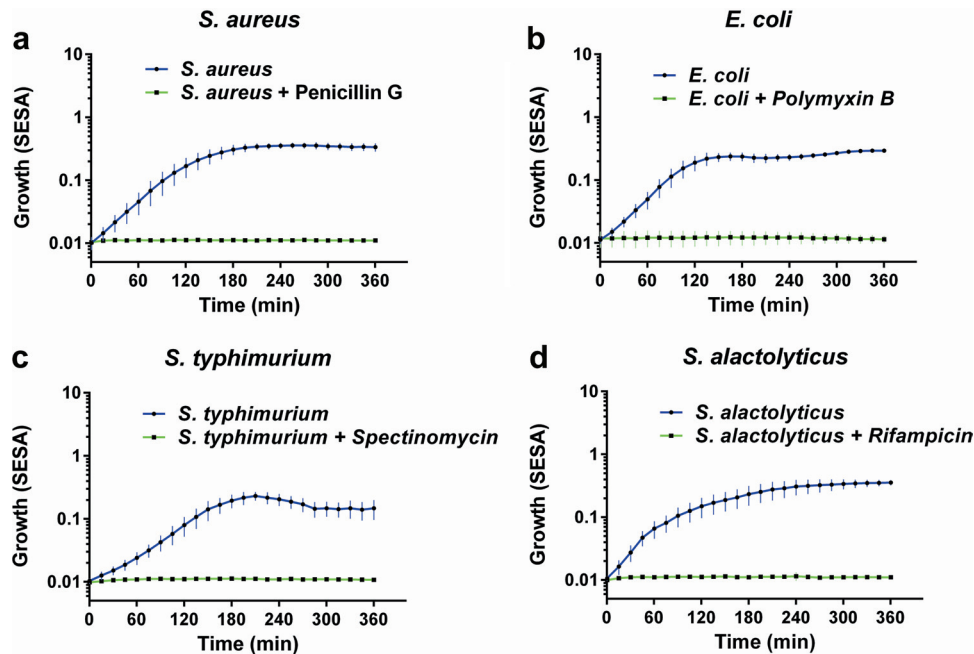 a
S. aureus
S. aureus
S. aureus + Penicillin G
Growth (SESA)
1
0.1
0.01
0 60 120 180 240 300 360
Time (min)
b
E. coli
E. coli
E. coli + Polymyxin B
Growth (SESA)
10
1
0.1
0.01
0 60 120 180 240 300 360
Time (min)
c
S. typhimurium
S. typhimurium
S. typhimurium + Spectinomycin
Growth (SESA)
10
1
0.1
0.01
0 60 120 180 240 300 360
Time (min)
d
S. alactolyticus
S. alactolyticus
S. alactolyticus + Rifampicin
Growth (SESA)
10
1
0.1
0.01
0 60 120 180 240 300 360
Time (min)